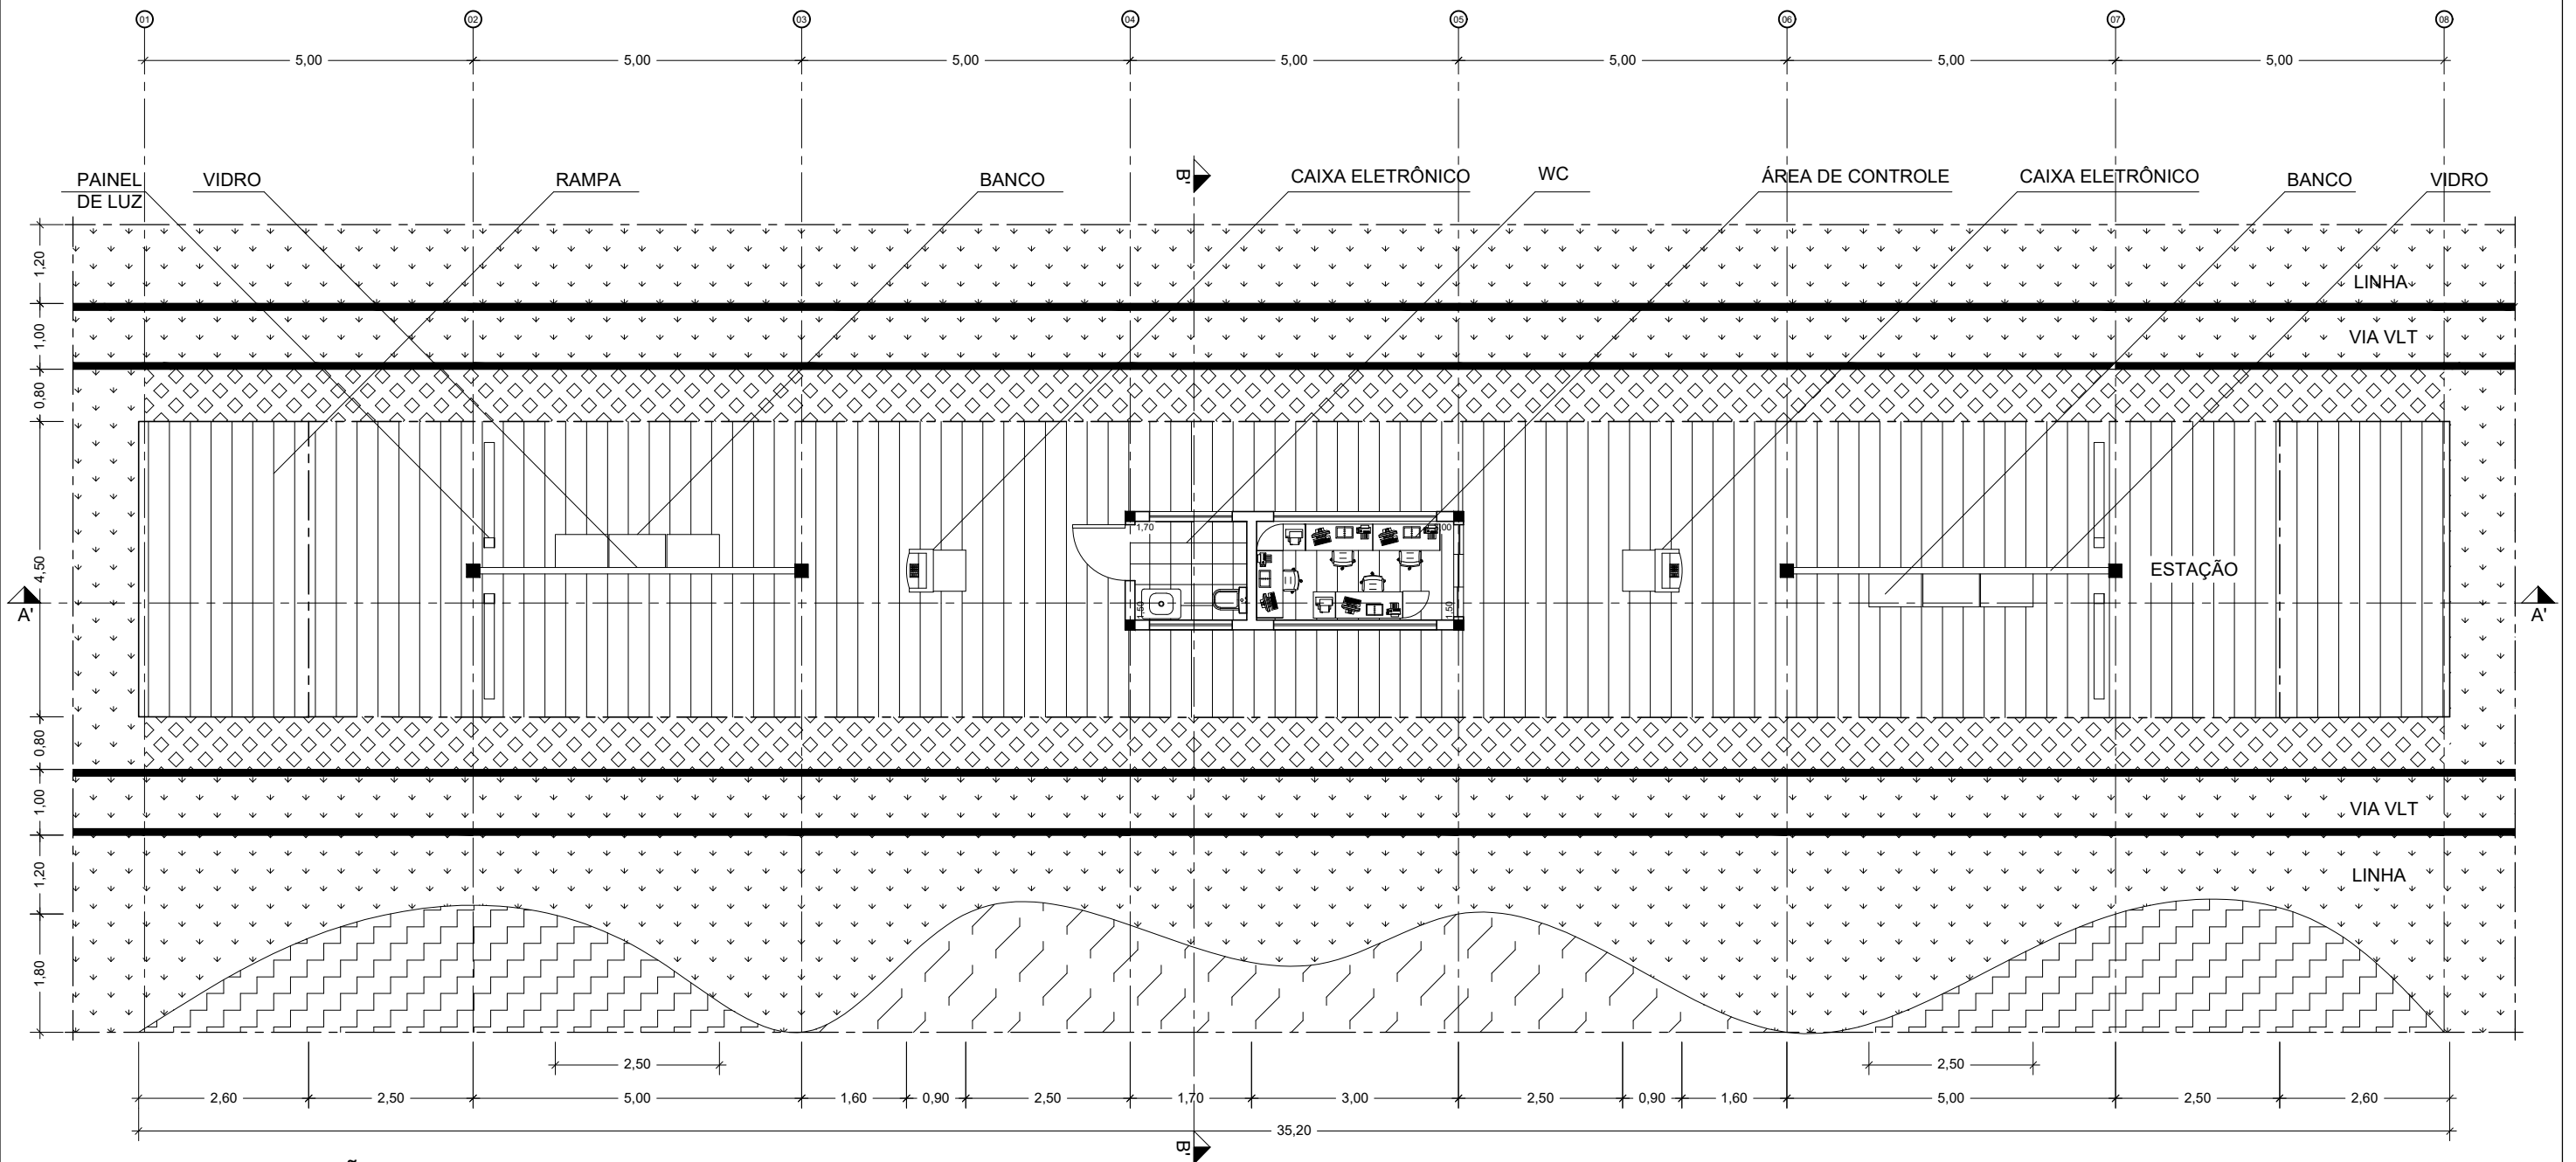 01 02 03 04 05 06 07 08
5,00 5,00 5,00 5,00 5,00 5,00 5,00
PAINEL
DE LUZ
VIDRO
RAMPA
BANCO
B'
CAIXA ELETRÔNICO
WC
ÁREA DE CONTROLE
CAIXA ELETRÔNICO
BANCO
VIDRO
1,20
LINHA
1,00
VIA VLT
0,80
4,50
1,70
1,50
1,50
ESTAÇÃO
A'
A'
0,80
1,00
VIA VLT
1,20
LINHA
1,80
2,50 2,50
2,60 2,50 5,00 1,60 0,90 2,50 1,70 3,00 2,50 0,90 1,60 5,00 2,50 2,60
35,20
B'